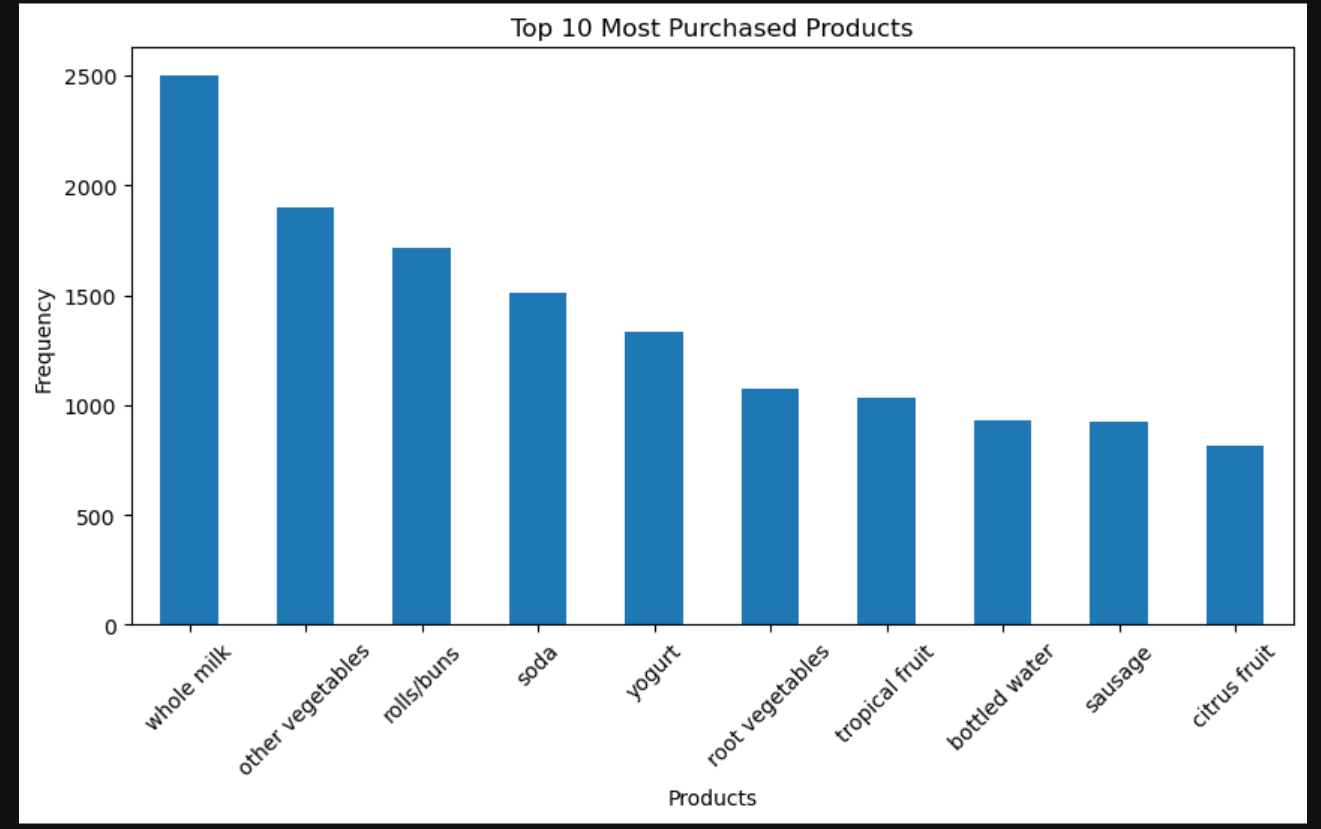 Top 10 Most Purchased Products
2500
2000
1500
1000
500
0
Frequency
whole milk
other vegetables
rolls/buns
soda
yogurt
root vegetables
tropical fruit
bottled water
sausage
citrus fruit
Products